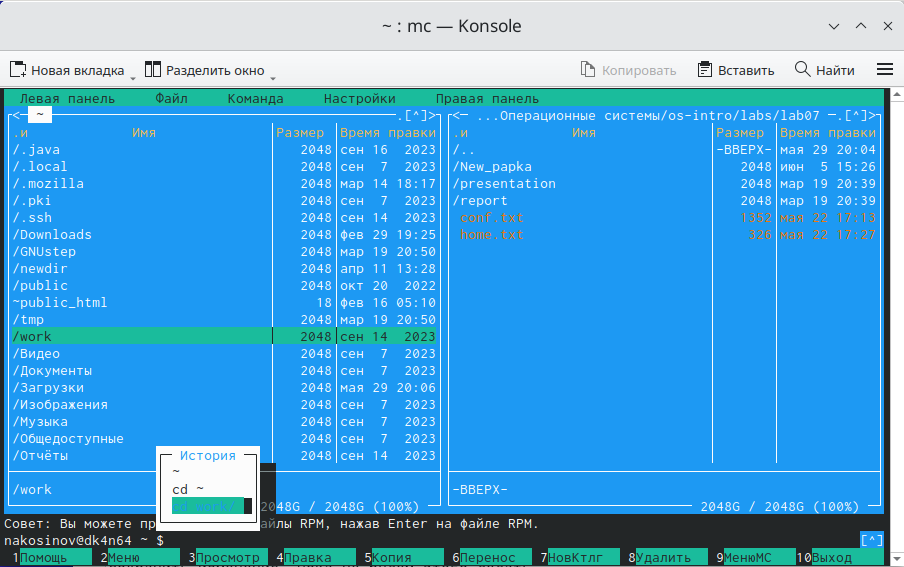 ~ : mc — Konsole
Новая вкладка Разделить окно Копировать Вставить Найти
Левая панель Файл Команда Настройки Правая панель
<— ~ .[^]> <— ...Операционные системы/os-intro/labs/lab07 —.[^]>
.и Имя Размер Время правки .и Имя Размер Время правки
/.java 2048 сен 16 2023 /.. -ВВЕРХ- мая 29 20:04
/.local 2048 сен 7 2023 /New_papka 2048 июн 5 15:26
/.mozilla 2048 мар 14 18:17 /presentation 2048 мар 19 20:39
/.pki 2048 сен 7 2023 /report 2048 мар 19 20:39
/.ssh 2048 сен 14 2023 conf.txt 1352 мая 22 17:13
/Downloads 2048 фев 29 19:25 home.txt 326 мая 22 17:27
/GNUstep 2048 мар 19 20:50
/newdir 2048 апр 11 13:28
/public 2048 окт 20 2022
~public_html 18 фев 16 05:10
/tmp 2048 мар 19 20:50
/work 2048 сен 14 2023
/Видео 2048 сен 7 2023
/Документы 2048 сен 7 2023
/Загрузки 2048 мая 29 20:06
/Изображения 2048 сен 7 2023
/Музыка 2048 сен 7 2023
/Общедоступные 2048 сен 7 2023
/Отчёты 2048 сен 14 2023
История
~
cd ~
/work -ВВЕРХ-
2048G / 2048G (100%) 2048G / 2048G (100%)
Совет: Вы можете RPM, нажав Enter на файле RPM.
nakosinov@dk4n64 ~ $ [^]
1Помощь 2Меню 3Просмотр 4Правка 5Копия 6Перенос 7НовКтлг 8Удалить 9МенюМС 10Выход